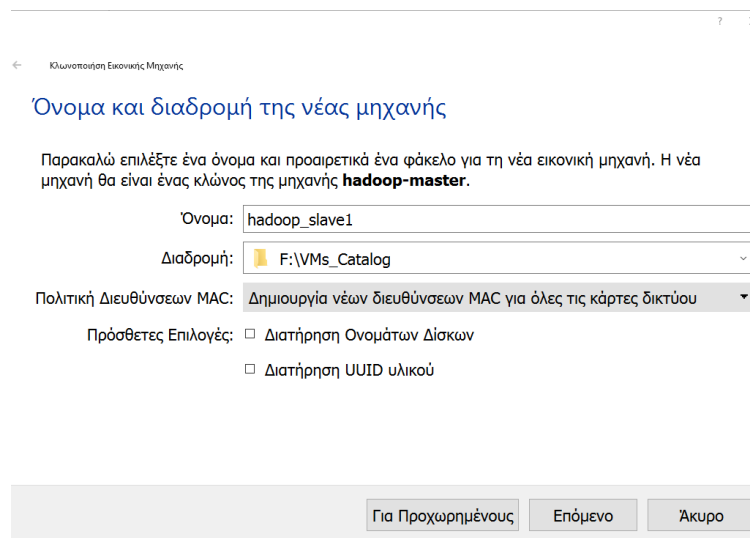 ?
Κλωνοποίηση Εικονικής Μηχανής
Όνομα και διαδρομή της νέας μηχανής
Παρακαλώ επιλέξτε ένα όνομα και προαιρετικά ένα φάκελο για τη νέα εικονική μηχανή. Η νέα
μηχανή θα είναι ένας κλώνος της μηχανής hadoop-master.
Όνομα: hadoop_slave1
Διαδρομή: F:\VMs_Catalog
Πολιτική Διευθύνσεων MAC: Δημιουργία νέων διευθύνσεων MAC για όλες τις κάρτες δικτύου
Πρόσθετες Επιλογές: Διατήρηση Ονομάτων Δίσκων
Διατήρηση UUID υλικού
Για Προχωρημένους Επόμενο Άκυρο